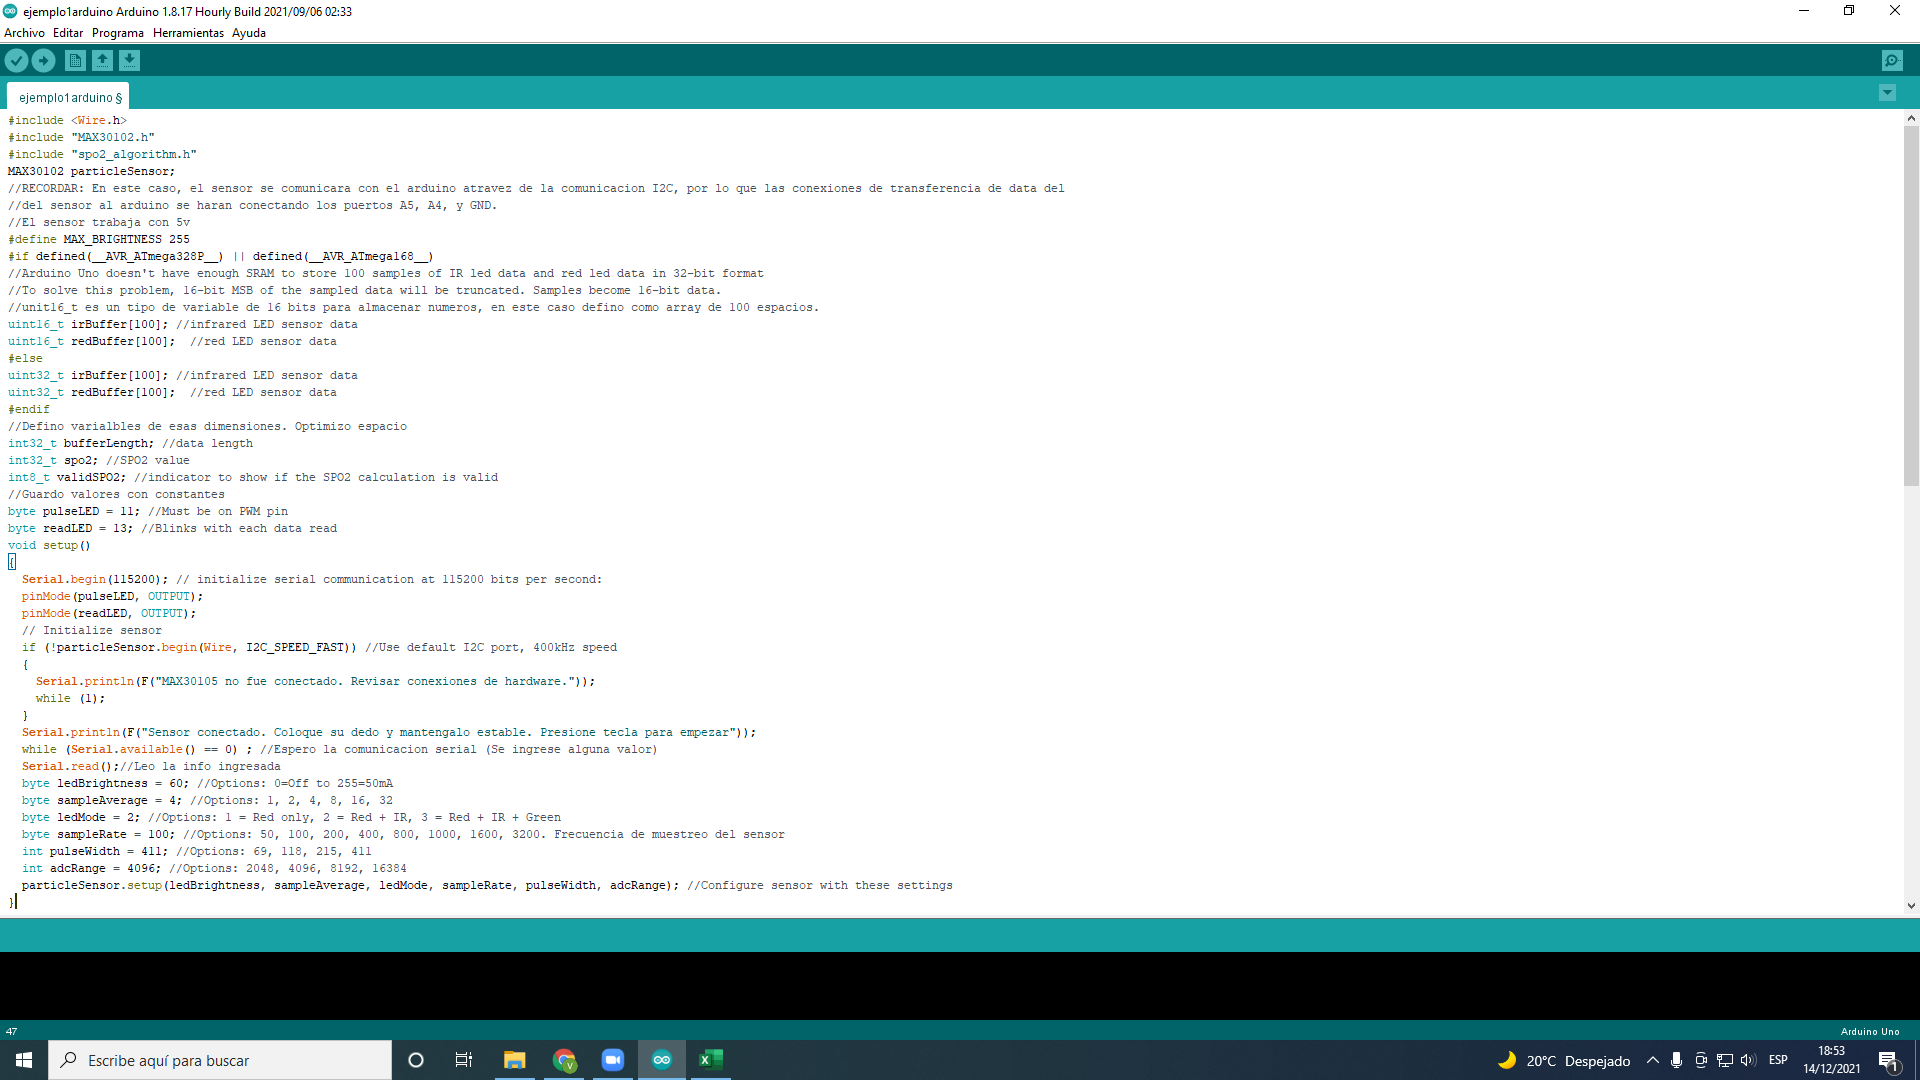 ejemplo1arduino Arduino 1.8.17 Hourly Build 2021/09/06 02:33
Archivo Editar Programa Herramientas Ayuda
ejemplo1arduino §
#include <Wire.h>
#include "MAX30102.h"
#include "spo2_algorithm.h"
MAX30102 particleSensor;
//RECORDAR: En este caso, el sensor se comunicara con el arduino atravez de la comunicacion I2C, por lo que las conexiones de transferencia de data del
//del sensor al arduino se haran conectando los puertos A5, A4, y GND.
//El sensor trabaja con 5v
#define MAX_BRIGHTNESS 255
#if defined(__AVR_ATmega328P__) || defined(__AVR_ATmega168__)
//Arduino Uno doesn't have enough SRAM to store 100 samples of IR led data and red led data in 32-bit format
//To solve this problem, 16-bit MSB of the sampled data will be truncated. Samples become 16-bit data.
//unit16_t es un tipo de variable de 16 bits para almacenar numeros, en este caso defino como array de 100 espacios.
uint16_t irBuffer[100]; //infrared LED sensor data
uint16_t redBuffer[100];  //red LED sensor data
#else
uint32_t irBuffer[100]; //infrared LED sensor data
uint32_t redBuffer[100];  //red LED sensor data
#endif
//Defino varialbles de esas dimensiones. Optimizo espacio
int32_t bufferLength; //data length
int32_t spo2; //SPO2 value
int8_t validSPO2; //indicator to show if the SPO2 calculation is valid
//Guardo valores con constantes
byte pulseLED = 11; //Must be on PWM pin
byte readLED = 13; //Blinks with each data read
void setup()
{
  Serial.begin(115200); // initialize serial communication at 115200 bits per second:
  pinMode(pulseLED, OUTPUT);
  pinMode(readLED, OUTPUT);
  // Initialize sensor
  if (!particleSensor.begin(Wire, I2C_SPEED_FAST)) //Use default I2C port, 400kHz speed
  {
    Serial.println(F("MAX30105 no fue conectado. Revisar conexiones de hardware."));
    while (1);
  }
  Serial.println(F("Sensor conectado. Coloque su dedo y mantengalo estable. Presione tecla para empezar"));
  while (Serial.available() == 0) ; //Espero la comunicacion serial (Se ingrese alguna valor)
  Serial.read();//Leo la info ingresada
  byte ledBrightness = 60; //Options: 0=Off to 255=50mA
  byte sampleAverage = 4; //Options: 1, 2, 4, 8, 16, 32
  byte ledMode = 2; //Options: 1 = Red only, 2 = Red + IR, 3 = Red + IR + Green
  byte sampleRate = 100; //Options: 50, 100, 200, 400, 800, 1000, 1600, 3200. Frecuencia de muestreo del sensor
  int pulseWidth = 411; //Options: 69, 118, 215, 411
  int adcRange = 4096; //Options: 2048, 4096, 8192, 16384
  particleSensor.setup(ledBrightness, sampleAverage, ledMode, sampleRate, pulseWidth, adcRange); //Configure sensor with these settings
}
47
Arduino Uno
Escribe aquí para buscar
20°C Despejado
ESP
18:53
14/12/2021
1